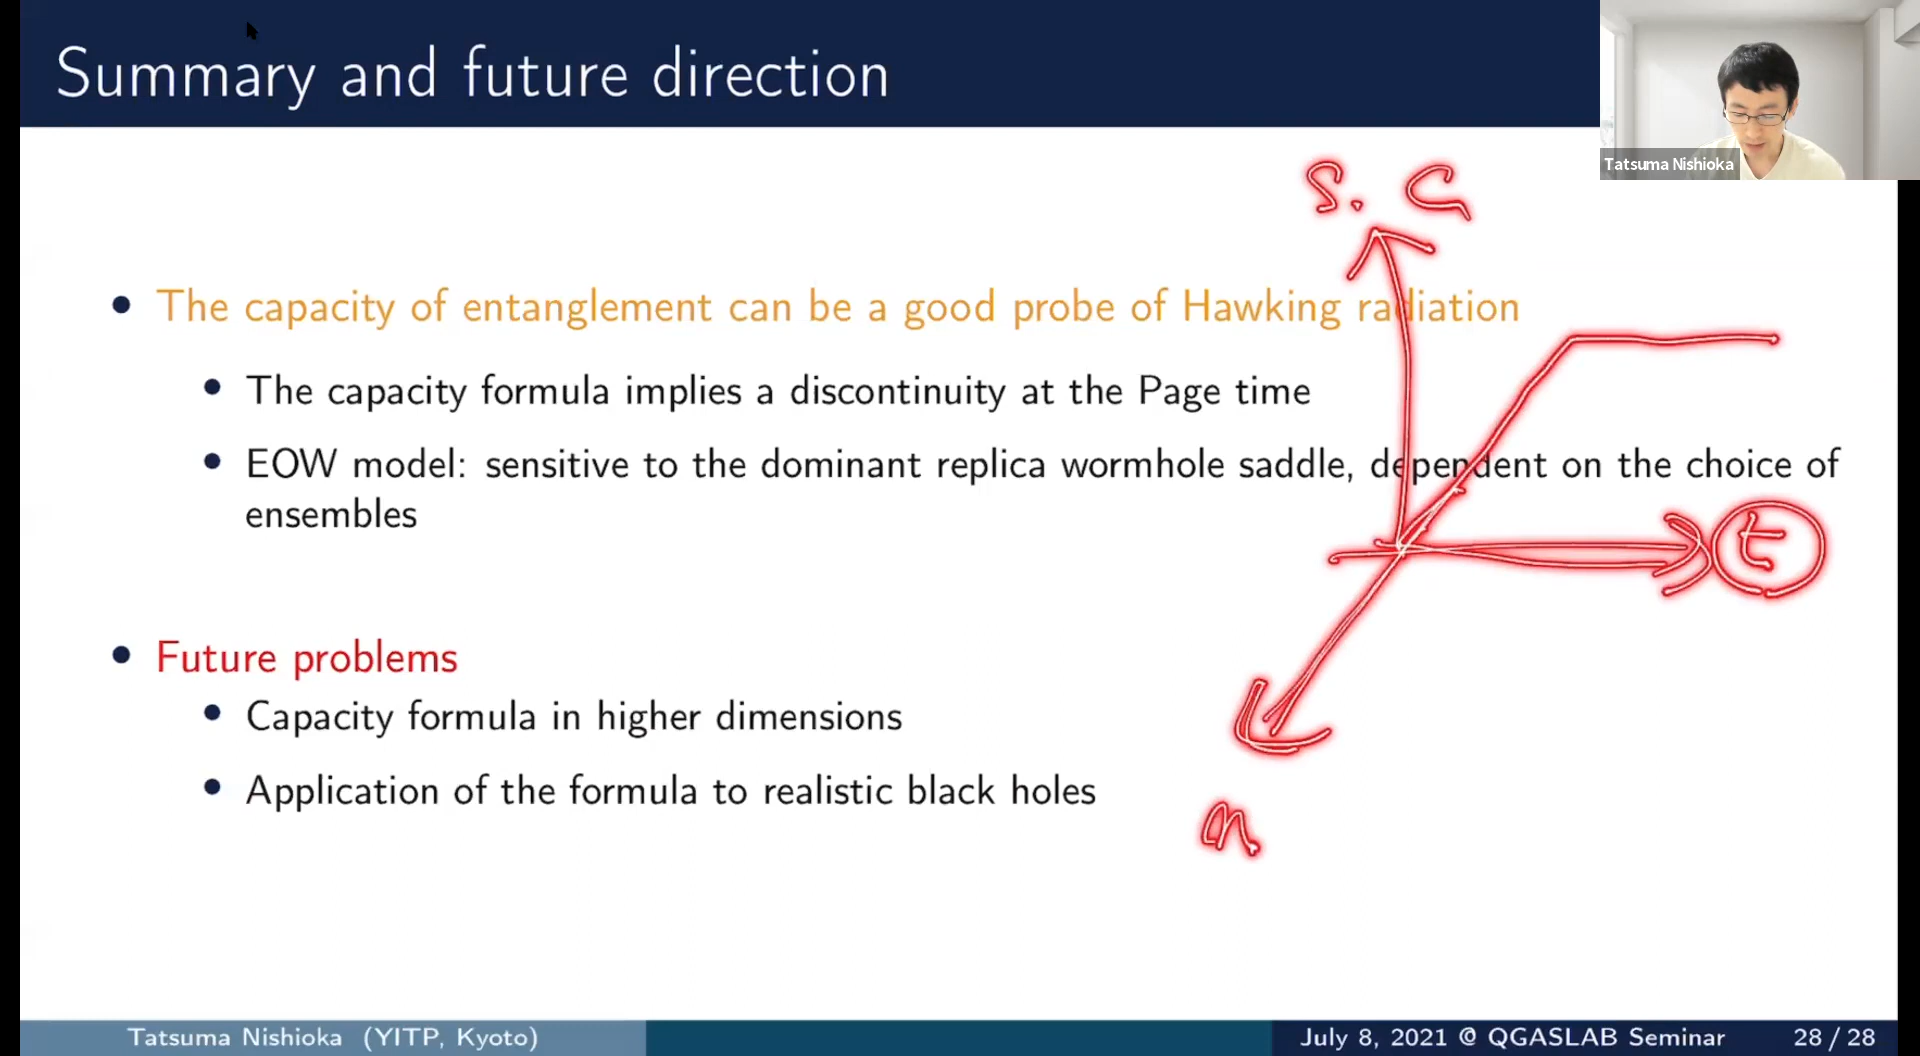 Summary and future direction
Tatsuma Nishioka
S. C
• The capacity of entanglement can be a good probe of Hawking radiation
• The capacity formula implies a discontinuity at the Page time
• EOW model: sensitive to the dominant replica wormhole saddle, dependent on the choice of
ensembles
t
• Future problems
• Capacity formula in higher dimensions
• Application of the formula to realistic black holes
n
Tatsuma Nishioka (YITP, Kyoto)
July 8, 2021 @ QGASLAB Seminar 28 / 28